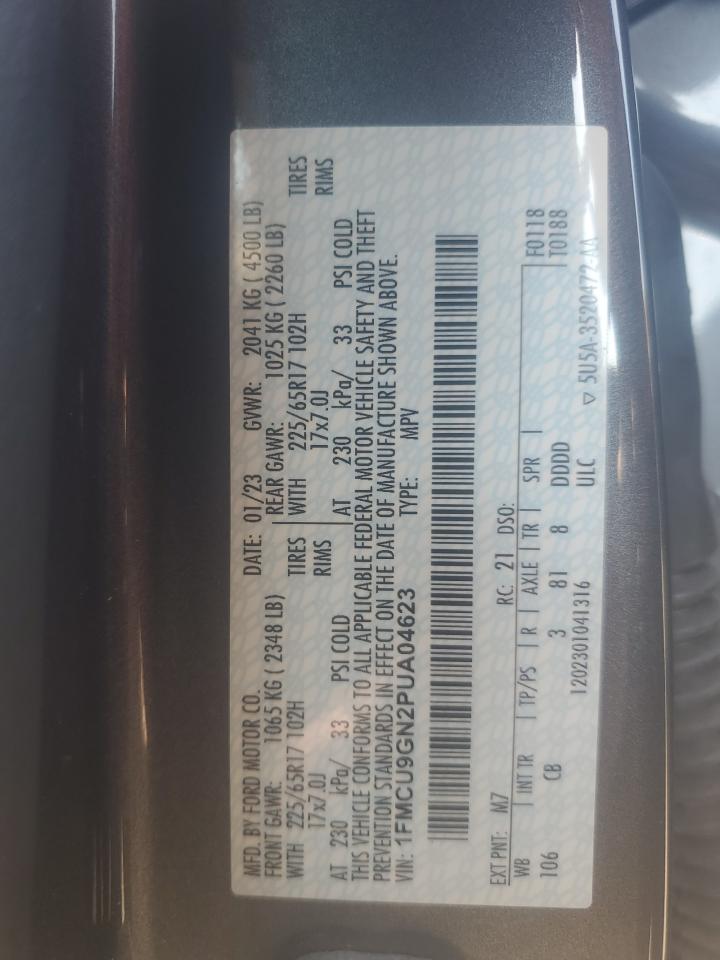 MFD. BY FORD MOTOR CO. DATE: 01/23 GVWR: 2041 KG ( 4500 LB)
FRONT GAWR: 1065 KG ( 2348 LB) REAR GAWR: 1025 KG ( 2260 LB)
WITH 225/65R17 102H TIRES WITH 225/65R17 102H TIRES
17x7.0J RIMS 17x7.0J RIMS
AT 230 kPa/ 33 PSI COLD AT 230 kPa/ 33 PSI COLD
THIS VEHICLE CONFORMS TO ALL APPLICABLE FEDERAL MOTOR VEHICLE SAFETY AND THEFT
PREVENTION STANDARDS IN EFFECT ON THE DATE OF MANUFACTURE SHOWN ABOVE.
VIN: 1FMCU9GN2PUA04623 TYPE: MPV
EXT PNT: M7 RC: 21 DSO:
WB INT TR TP/PS R AXLE TR SPR F0118
106 CB 3 81 8 DDDD T0188
1202301041316 ULC ▽ 5U5A-3520472-AA